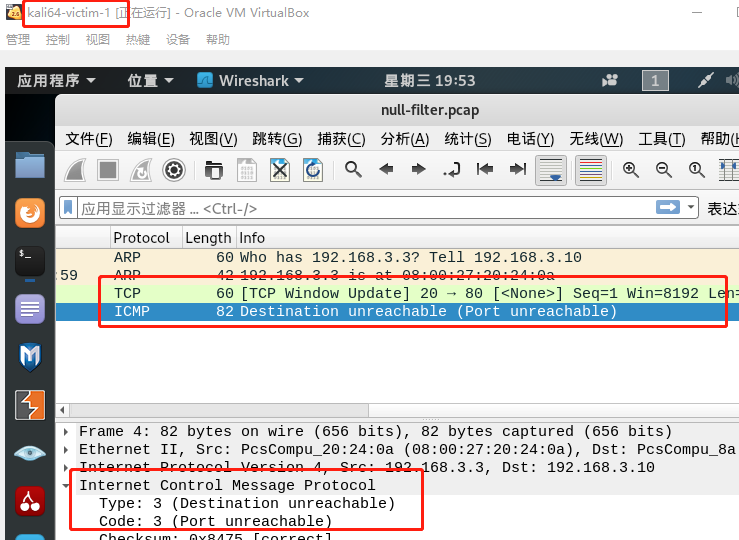 kali64-victim-1 [正在运行] - Oracle VM VirtualBox
管理 控制 视图 热键 设备 帮助
应用程序 位置 Wireshark 星期三 19:53 1
null-filter.pcap
文件(F) 编辑(E) 视图(V) 跳转(G) 捕获(C) 分析(A) 统计(S) 电话(Y) 无线(W) 工具(T) 帮助(H
应用显示过滤器 … <Ctrl-/> 表达
Protocol Length Info
ARP 60 Who has 192.168.3.3? Tell 192.168.3.10
:59 ARP 42 192.168.3.3 is at 08:00:27:20:24:0a
TCP 60 [TCP Window Update] 20 → 80 [<None>] Seq=1 Win=8192 Len=
ICMP 82 Destination unreachable (Port unreachable)
Frame 4: 82 bytes on wire (656 bits), 82 bytes captured (656 bits)
Ethernet II, Src: PcsCompu_20:24:0a (08:00:27:20:24:0a), Dst: PcsCompu_8a
Internet Protocol Version 4, Src: 192.168.3.3, Dst: 192.168.3.10
Internet Control Message Protocol
Type: 3 (Destination unreachable)
Code: 3 (Port unreachable)
Checksum: 0x8475 [correct]